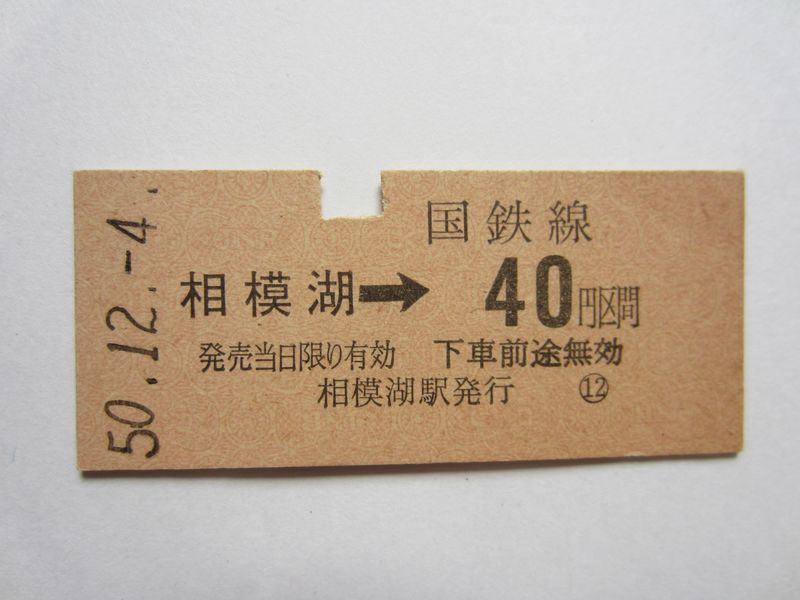 50.12.-4.
国鉄線
相模湖→40円区間
発売当日限り有効 下車前途無効
相模湖駅発行 ⑫